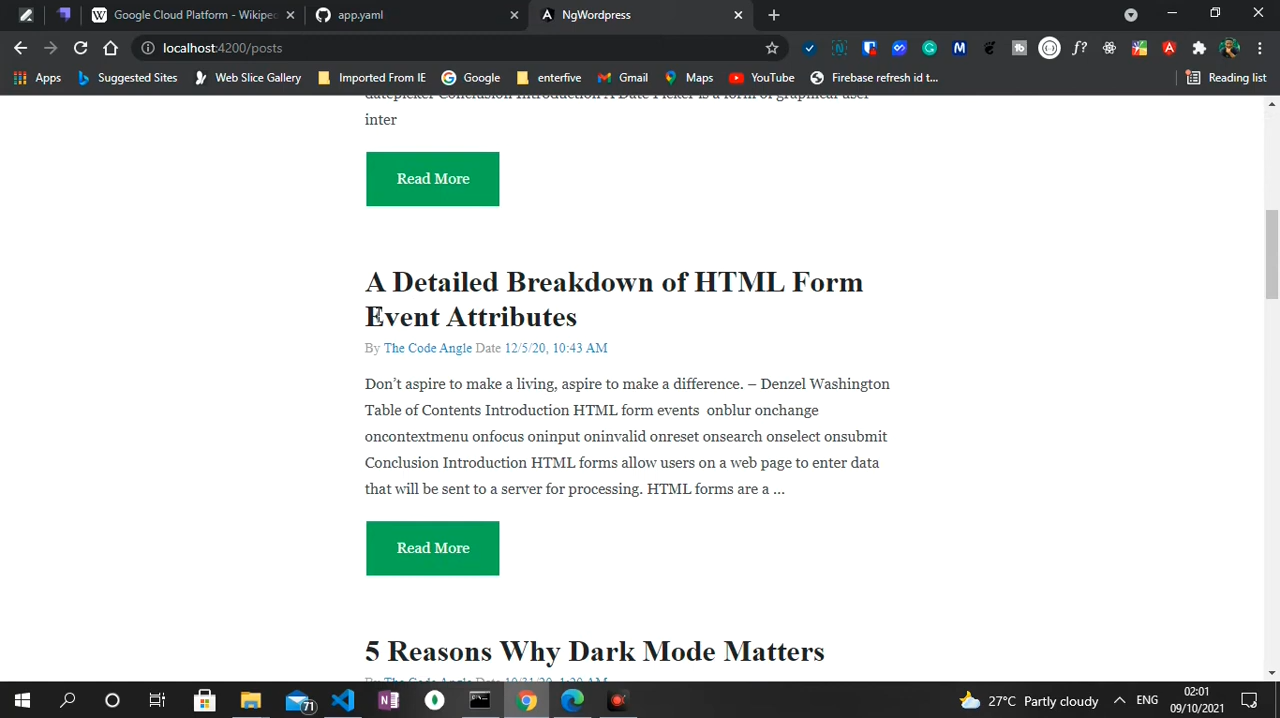 Google Cloud Platform - Wikipe
app.yaml
NgWordpress
localhost:4200/posts
Apps
Suggested Sites
Web Slice Gallery
Imported From IE
Google
enterfive
Gmail
Maps
YouTube
Firebase refresh id t...
Reading list
datepicker Conclusion Introduction A Date Picker is a form of graphical user
inter
Read More
A Detailed Breakdown of HTML Form
Event Attributes
By The Code Angle Date 12/5/20, 10:43 AM
Don’t aspire to make a living, aspire to make a difference. – Denzel Washington
Table of Contents Introduction HTML form events  onblur onchange
oncontextmenu onfocus oninput oninvalid onreset onsearch onselect onsubmit
Conclusion Introduction HTML forms allow users on a web page to enter data
that will be sent to a server for processing. HTML forms are a ...
Read More
5 Reasons Why Dark Mode Matters
By The Code Angle Date 10/31/20, 1:20 AM
71
27°C Partly cloudy
ENG
02:01
09/10/2021